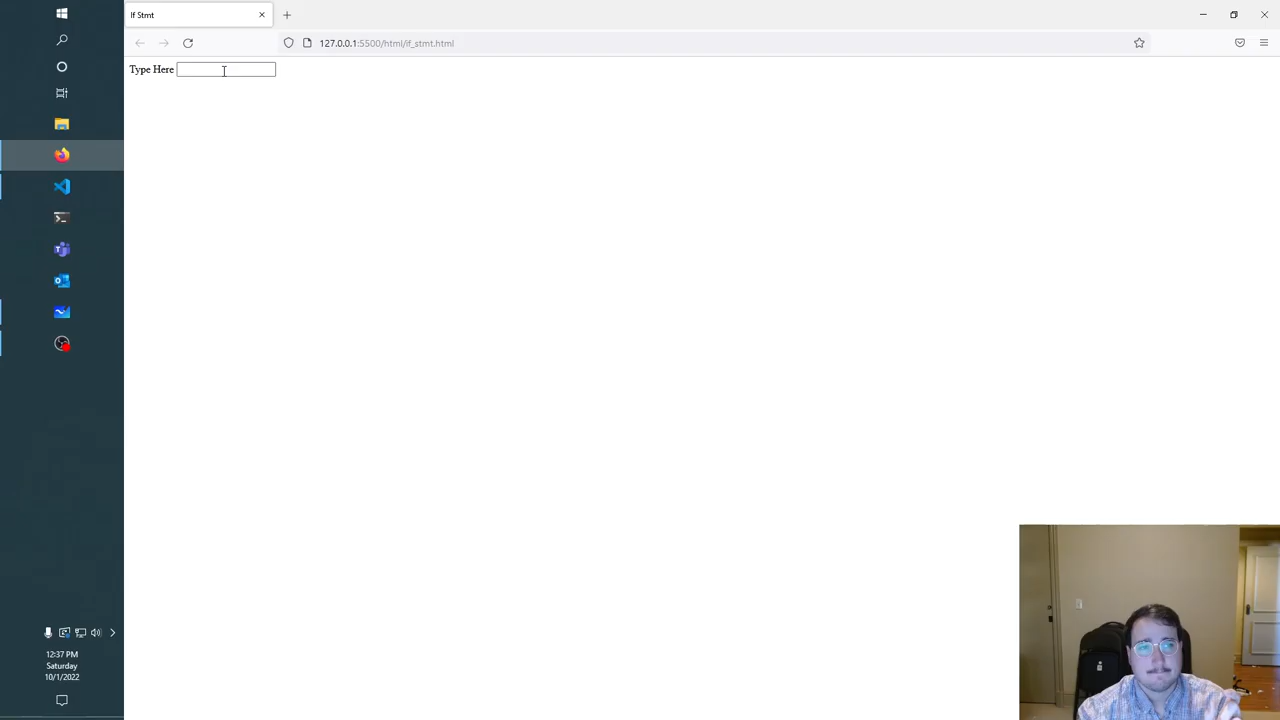 If Stmt
127.0.0.1:5500/html/if_stmt.html
Type Here
12:37 PM
Saturday
10/1/2022